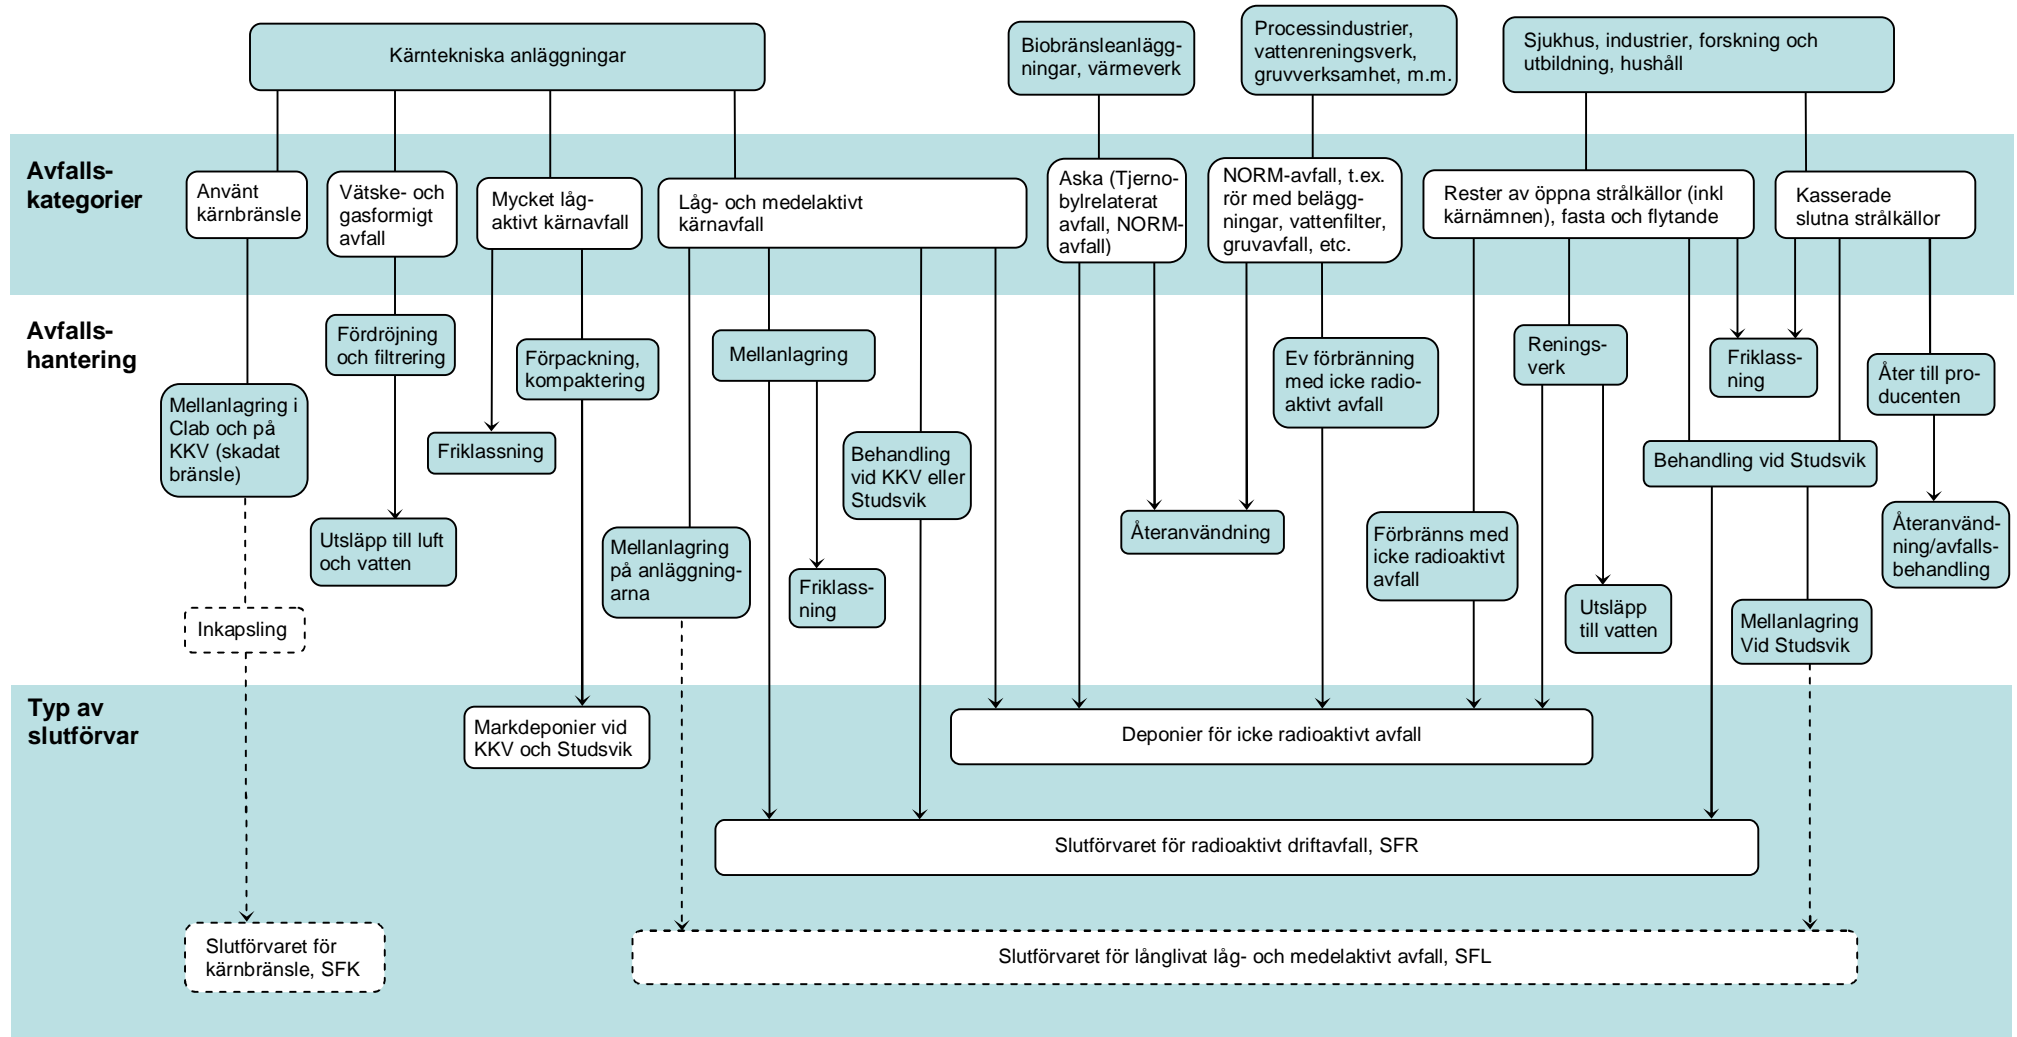 Kärntekniska anläggningar
Biobränsleanlägg-
ningar, värmeverk
Processindustrier,
vattenreningsverk,
gruvverksamhet, m.m.
Sjukhus, industrier, forskning och
utbildning, hushåll
Avfalls-
kategorier
Använt
kärnbränsle
Vätske- och
gasformigt
avfall
Mycket låg-
aktivt kärnavfall
Låg- och medelaktivt
kärnavfall
Aska (Tjerno-
bylrelaterat
avfall, NORM-
avfall)
NORM-avfall, t.ex.
rör med belägg-
ningar, vattenfilter,
gruvavfall, etc.
Rester av öppna strålkällor (inkl
kärnämnen), fasta och flytande
Kasserade
slutna strålkällor
Avfalls-
hantering
Fördröjning
och filtrering
Förpackning,
kompaktering
Mellanlagring
Ev förbränning
med icke radio-
aktivt avfall
Renings-
verk
Friklass-
ning
Åter till pro-
ducenten
Mellanlagring i
Clab och på
KKV (skadat
bränsle)
Friklassning
Behandling
vid KKV eller
Studsvik
Behandling vid Studsvik
Utsläpp till luft
och vatten
Mellanlagring
på anläggning-
arna
Friklass-
ning
Återanvändning
Förbränns med
icke radioaktivt
avfall
Återanvänd-
ning/avfalls-
behandling
Utsläpp
till vatten
Mellanlagring
Vid Studsvik
Inkapsling
Typ av
slutförvar
Markdeponier vid
KKV och Studsvik
Deponier för icke radioaktivt avfall
Slutförvaret för radioaktivt driftavfall, SFR
Slutförvaret för
kärnbränsle, SFK
Slutförvaret för långlivat låg- och medelaktivt avfall, SFL